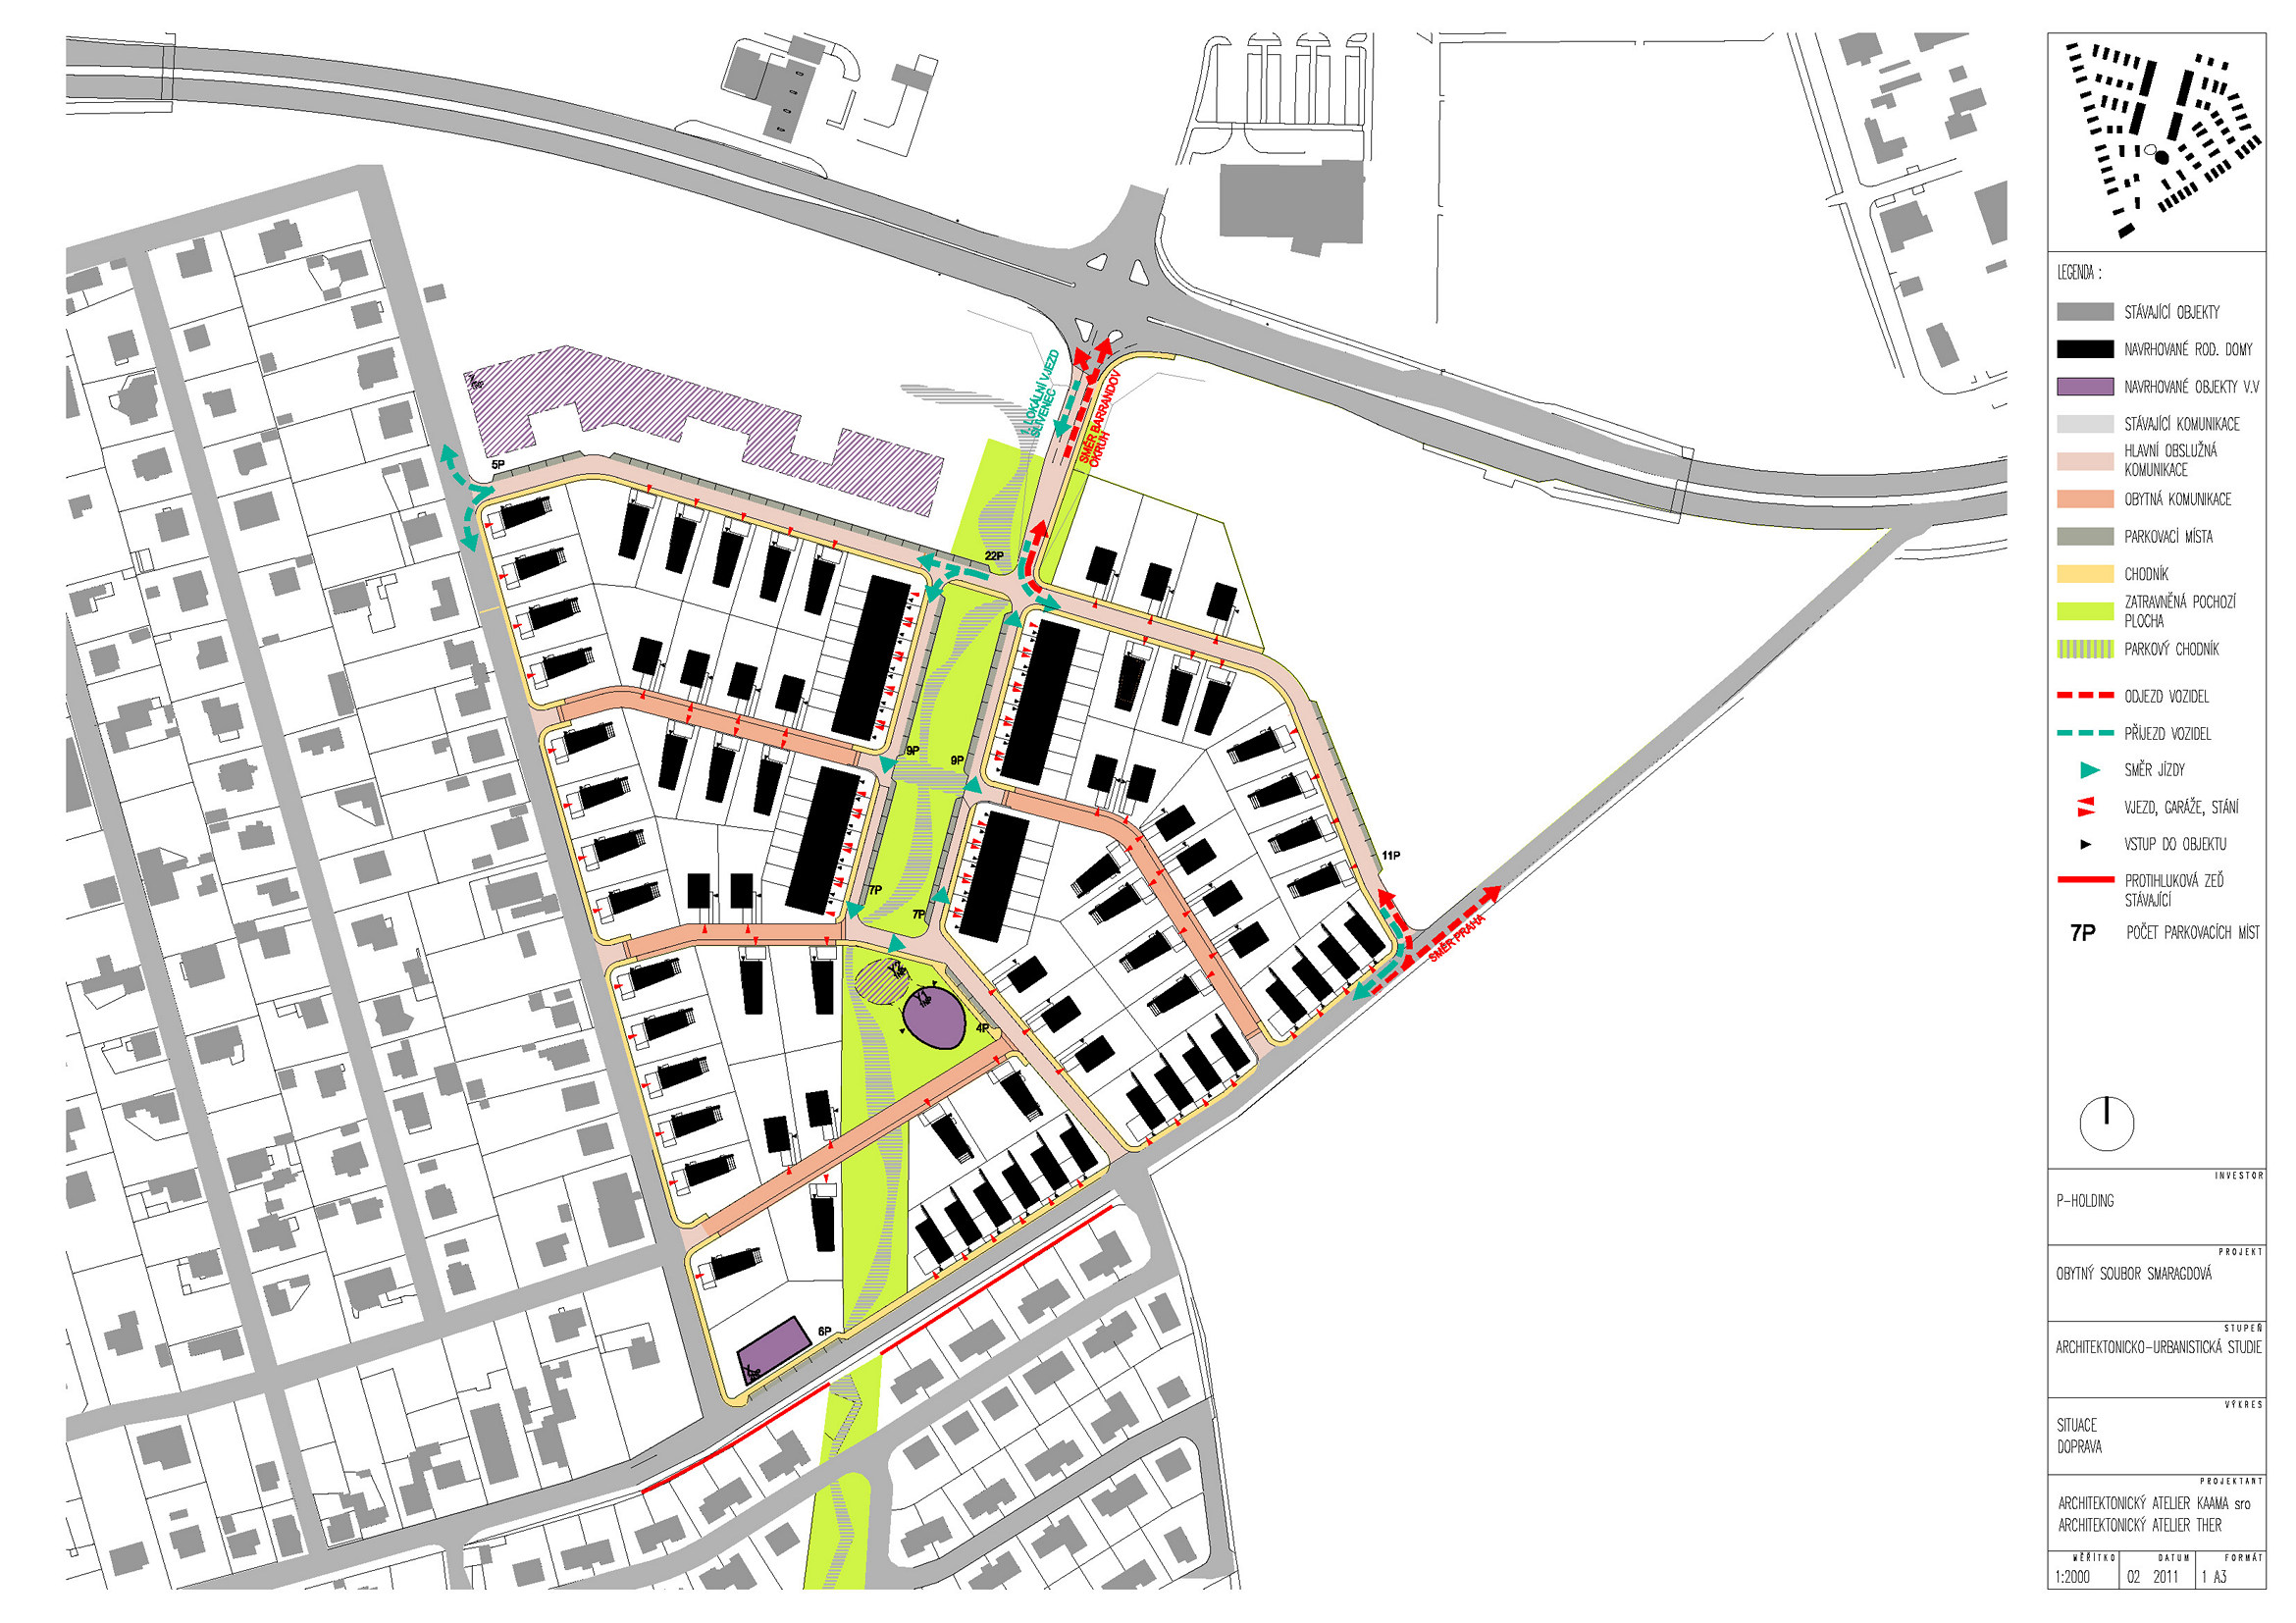 1. LOKÁLNÍ VJEZD
SLIVENEC
SMĚR BARRANDOV
OKRUH
5P
22P
9P
9P
11P
7P
7P
SMĚR PRAHA
4P
6P
LEGENDA :
STÁVAJÍCÍ OBJEKTY
NAVRHOVANÉ ROD. DOMY
NAVRHOVANÉ OBJEKTY V.V
STÁVAJÍCÍ KOMUNIKACE
HLAVNÍ OBSLUŽNÁ
KOMUNIKACE
OBYTNÁ KOMUNIKACE
PARKOVACÍ MÍSTA
CHODNÍK
ZATRAVNĚNÁ POCHOZÍ
PLOCHA
PARKOVÝ CHODNÍK
ODJEZD VOZIDEL
PŘÍJEZD VOZIDEL
SMĚR JÍZDY
VJEZD, GARÁŽE, STÁNÍ
VSTUP DO OBJEKTU
PROTIHLUKOVÁ ZEĎ
STÁVAJÍCÍ
7P POČET PARKOVACÍCH MÍST
INVESTOR
P-HOLDING
PROJEKT
OBYTNÝ SOUBOR SMARAGDOVÁ
STUPEŇ
ARCHITEKTONICKO-URBANISTICKÁ STUDIE
VÝKRES
SITUACE
DOPRAVA
PROJEKTANT
ARCHITEKTONICKÝ ATELIER KAAMA sro
ARCHITEKTONICKÝ ATELIER THER
MĚŘÍTKO DATUM FORMÁT
1:2000 02 2011 1 A3